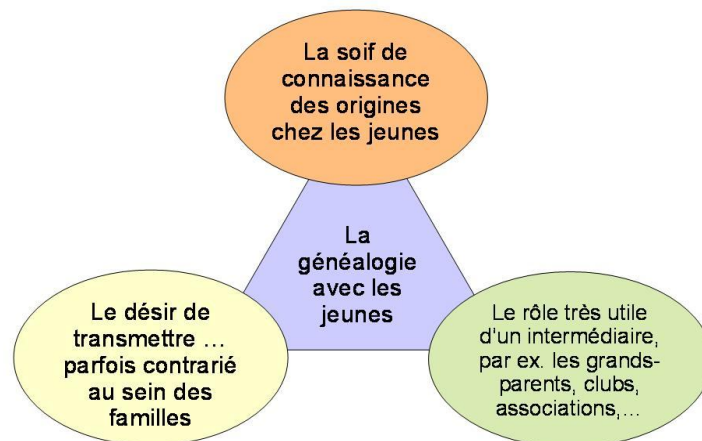 La soif de
connaissance
des origines
chez les jeunes
La
généalogie
avec les
jeunes
Le désir de
transmettre ...
parfois contrarié
au sein des
familles
Le rôle très utile
d'un intermédiaire,
par ex. les grands-
parents, clubs,
associations,...